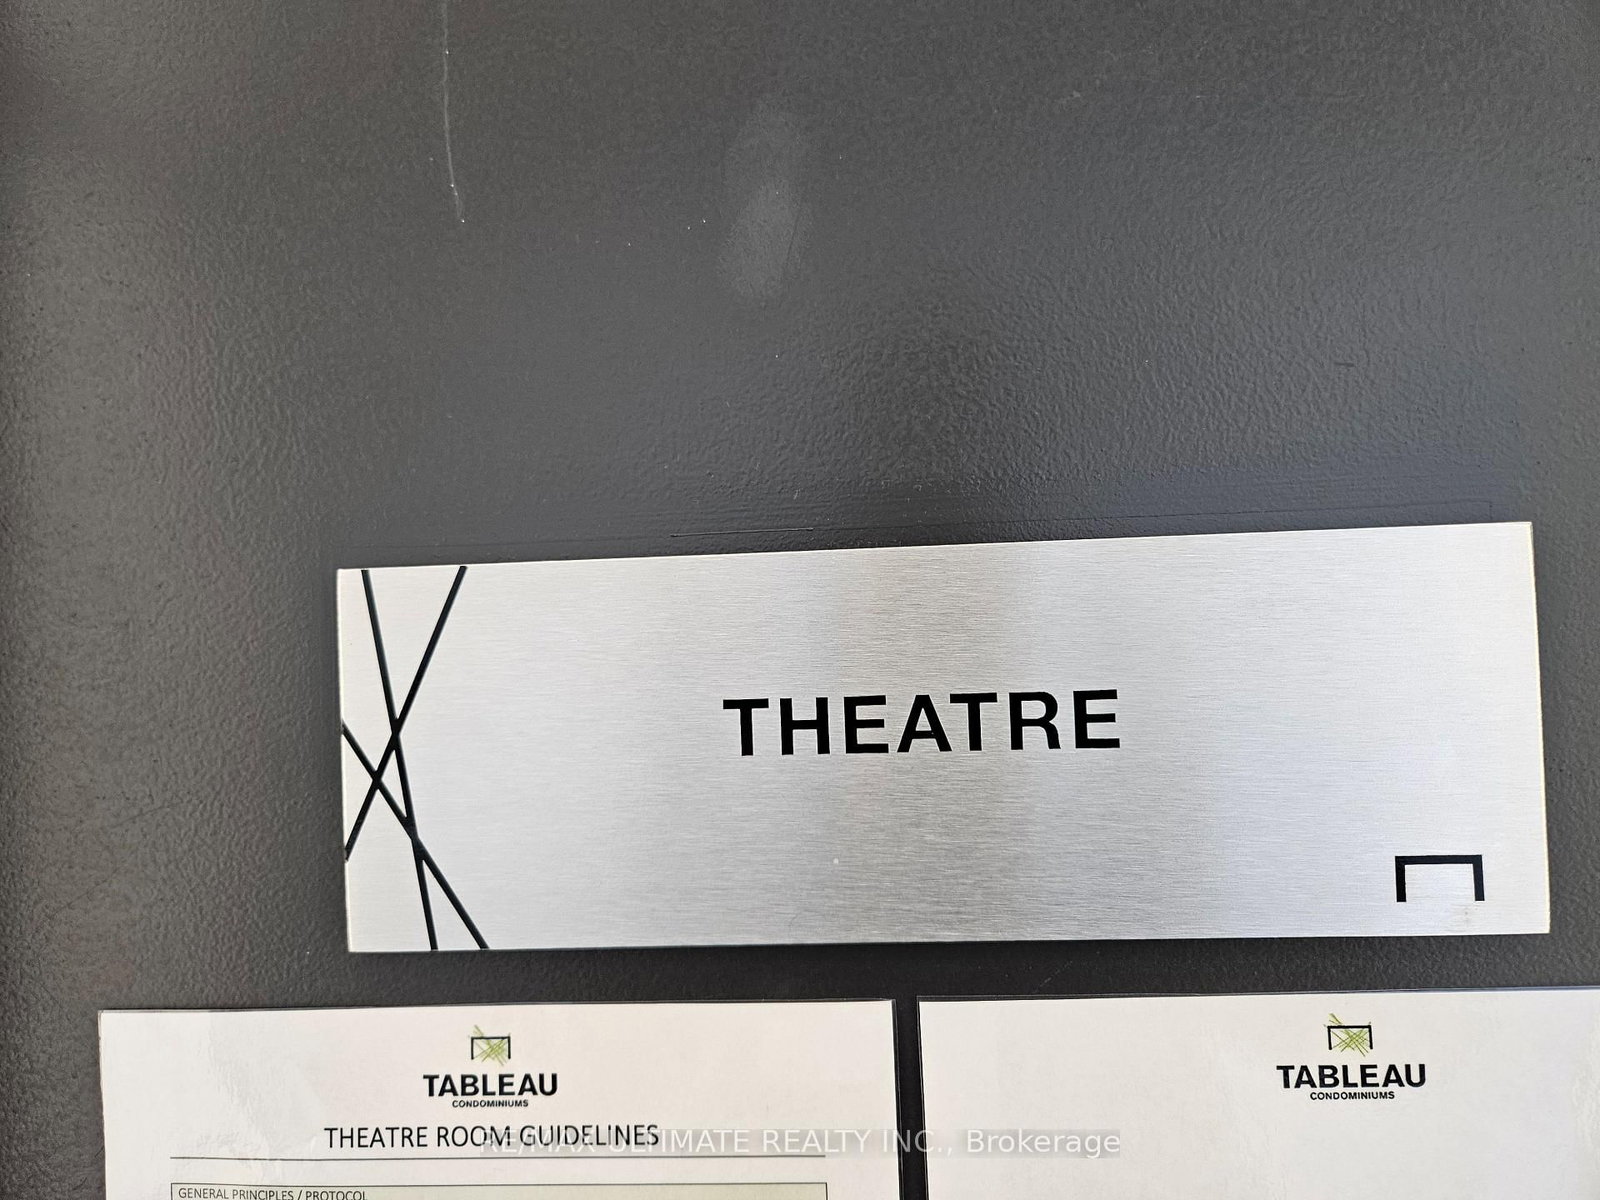 THEATRE
TABLEAU
CONDOMINIUMS
THEATRE ROOM GUIDELINES
GENERAL PRINCIPLES / PROTOCOL
TABLEAU
CONDOMINIUMS
RE/MAX ULTIMATE REALTY INC., Brokerage